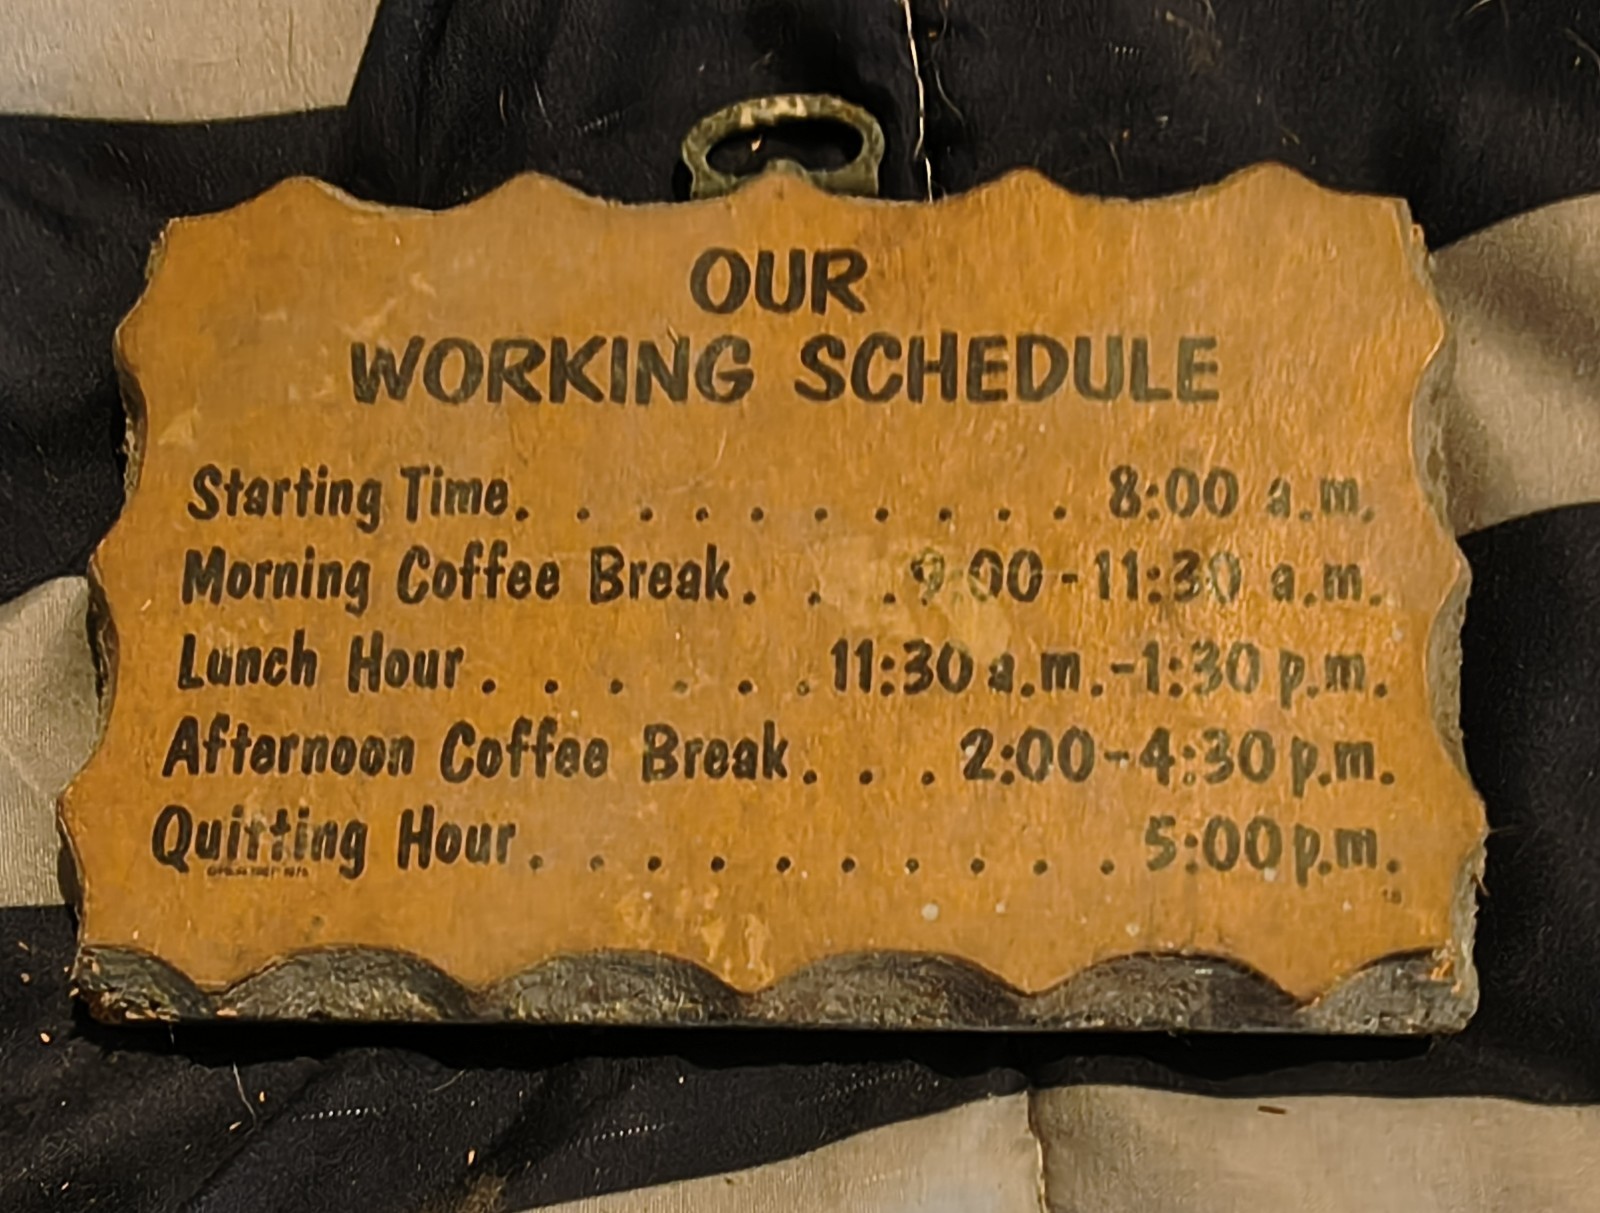 OUR
WORKING SCHEDULE
Starting Time. . . . . . . . . . 8:00 a.m.
Morning Coffee Break. . . 9:00-11:30 a.m.
Lunch Hour. . . . . . 11:30 a.m.-1:30 p.m.
Afternoon Coffee Break. . . 2:00-4:30 p.m.
Quitting Hour. . . . . . . . . . 5:00 p.m.